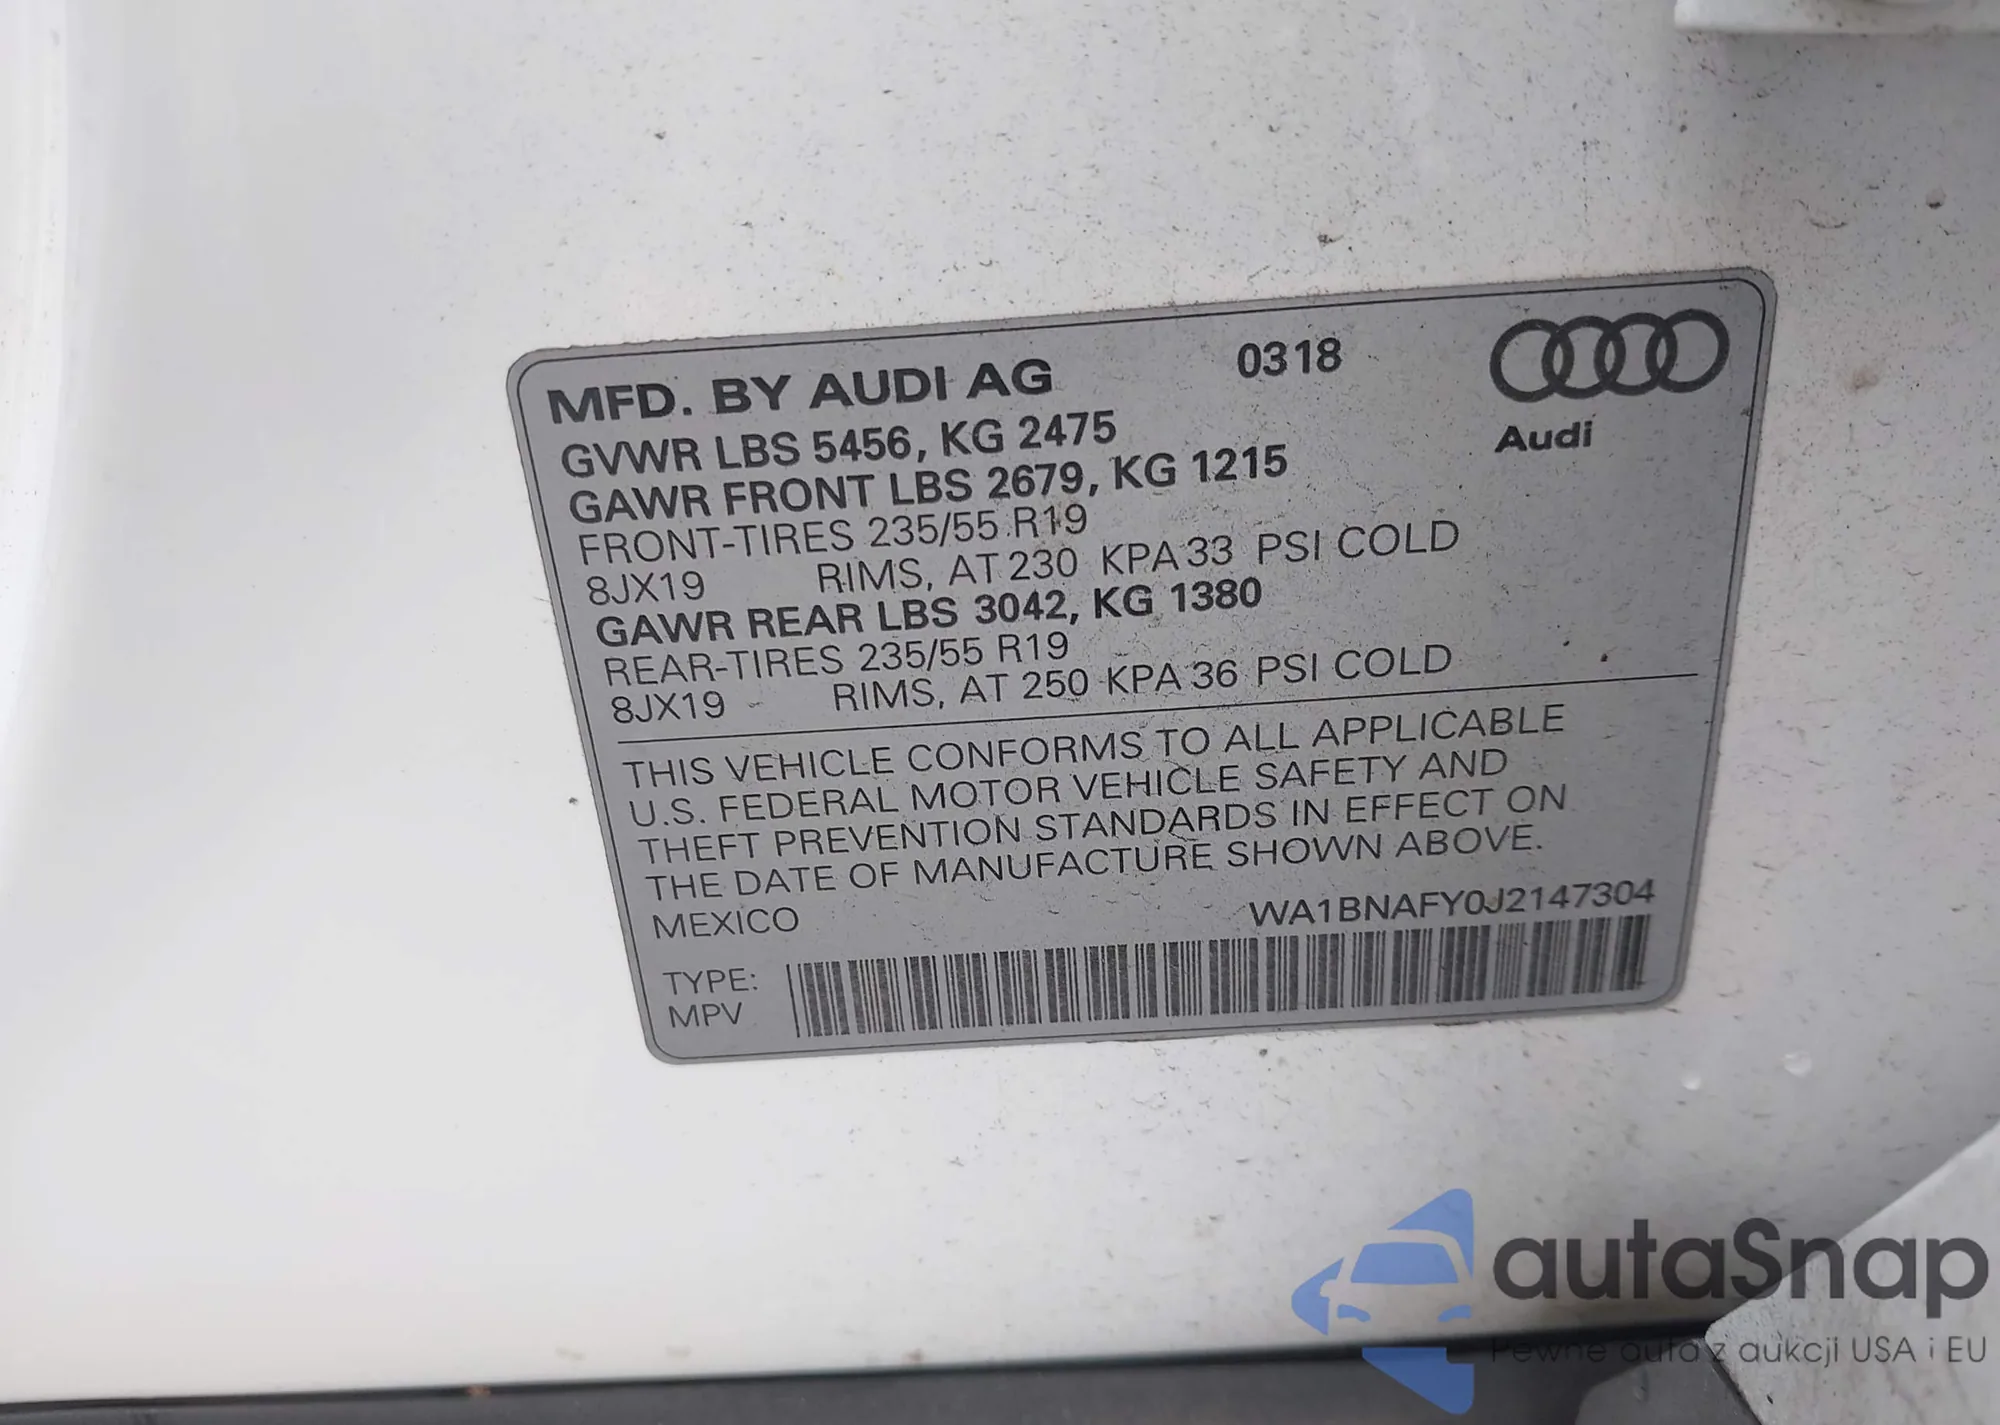 MFD. BY AUDI AG 0318
Audi
GVWR LBS 5456, KG 2475
GAWR FRONT LBS 2679, KG 1215
FRONT-TIRES 235/55 R19
8JX19 RIMS, AT 230 KPA 33 PSI COLD
GAWR REAR LBS 3042, KG 1380
REAR-TIRES 235/55 R19
8JX19 RIMS, AT 250 KPA 36 PSI COLD
THIS VEHICLE CONFORMS TO ALL APPLICABLE
U.S. FEDERAL MOTOR VEHICLE SAFETY AND
THEFT PREVENTION STANDARDS IN EFFECT ON
THE DATE OF MANUFACTURE SHOWN ABOVE.
MEXICO WA1BNAFY0J2147304
TYPE:
MPV
autaSnap
Pewne auta z aukcji USA i EU